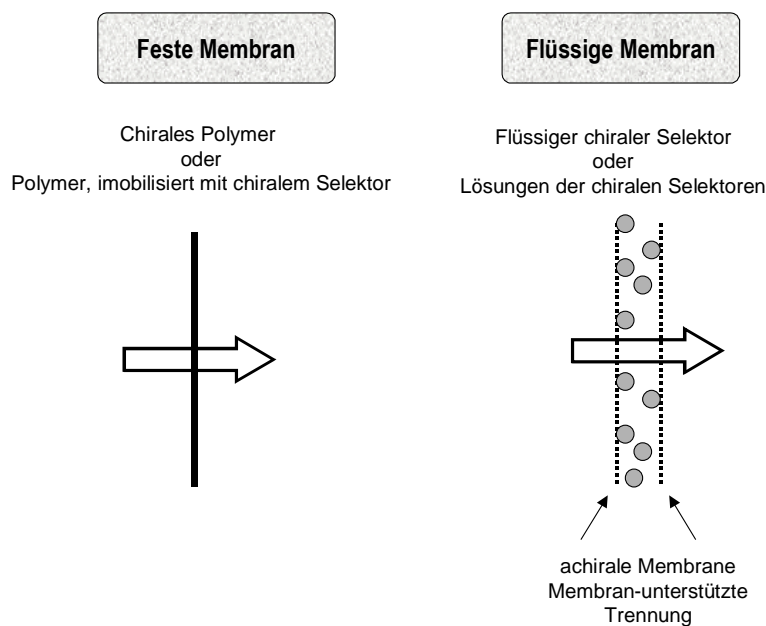 Feste Membran
Chirales Polymer
oder
Polymer, imobilisiert mit chiralem Selektor
Flüssige Membran
Flüssiger chiraler Selektor
oder
Lösungen der chiralen Selektoren
achirale Membrane
Membran-unterstützte
Trennung